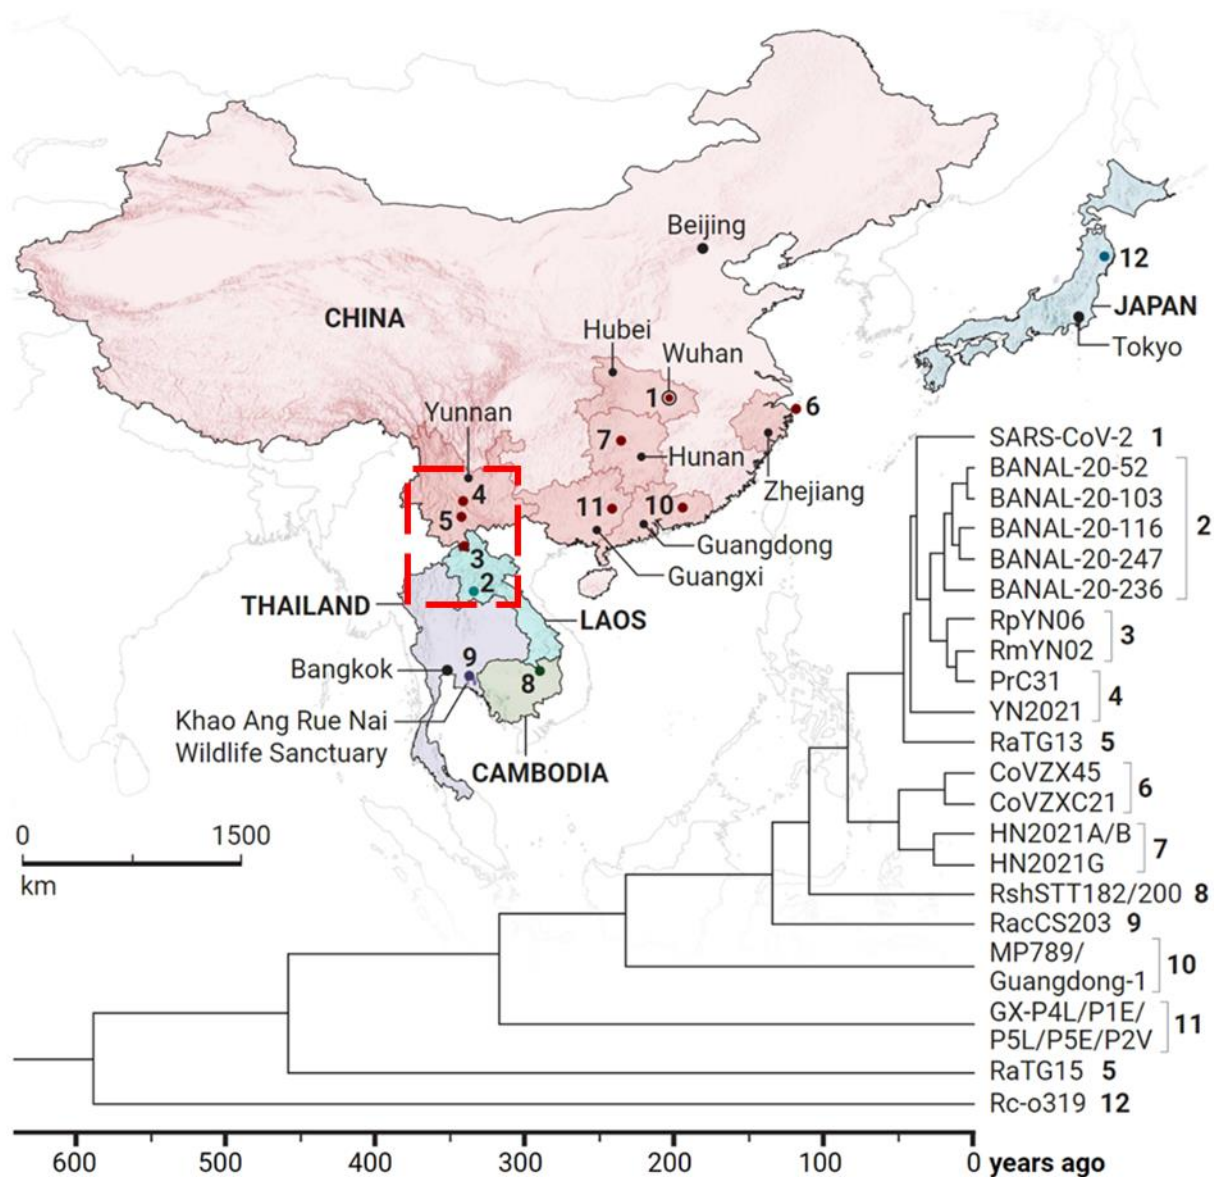 Beijing
CHINA
12
JAPAN
Tokyo
Hubei
Wuhan
1
6
Yunnan
7
Hunan
Zhejiang
4
5
11
10
Guangdong
Guangxi
3
2
THAILAND
LAOS
Bangkok
9
8
Khao Ang Rue Nai
Wildlife Sanctuary
CAMBODIA
0 1500
km
SARS-CoV-2 1
BANAL-20-52
BANAL-20-103
BANAL-20-116
2
BANAL-20-247
BANAL-20-236
RpYN06
3
RmYN02
PrC31
4
YN2021
RaTG13 5
CoVZX45
6
CoVZXC21
HN2021A/B
7
HN2021G
RshSTT182/200 8
RacCS203 9
MP789/
10
Guangdong-1
GX-P4L/P1E/
11
P5L/P5E/P2V
RaTG15 5
Rc-o319 12
600 500 400 300 200 100 0 years ago